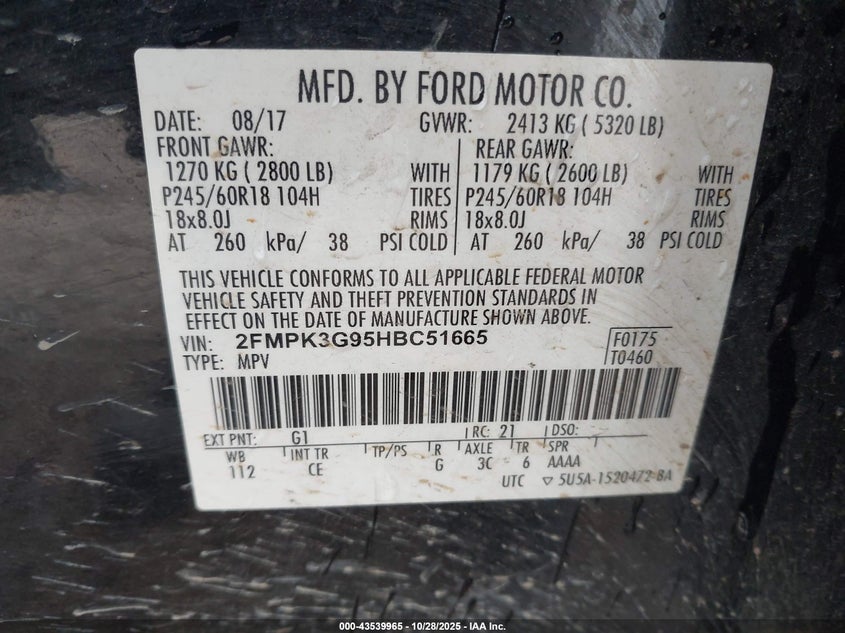 MFD. BY FORD MOTOR CO.
DATE: 08/17 GVWR: 2413 KG ( 5320 LB)
FRONT GAWR: REAR GAWR:
1270 KG ( 2800 LB) WITH 1179 KG ( 2600 LB) WITH
P245/60R18 104H TIRES P245/60R18 104H TIRES
18x8.0J RIMS 18x8.0J RIMS
AT 260 kPa/ 38 PSI COLD AT 260 kPa/ 38 PSI COLD
THIS VEHICLE CONFORMS TO ALL APPLICABLE FEDERAL MOTOR
VEHICLE SAFETY AND THEFT PREVENTION STANDARDS IN
EFFECT ON THE DATE OF MANUFACTURE SHOWN ABOVE.
VIN: 2FMPK3G95HBC51665 F0175
TYPE: MPV T0460
EXT PNT: G1 RC: 21 DSO:
WB INT TR TP/PS R AXLE TR SPR
112 CE G 3C 6 AAAA
UTC ▽ 5U5A-1520472-BA
000-43539965 - 10/28/2025 - IAA Inc.